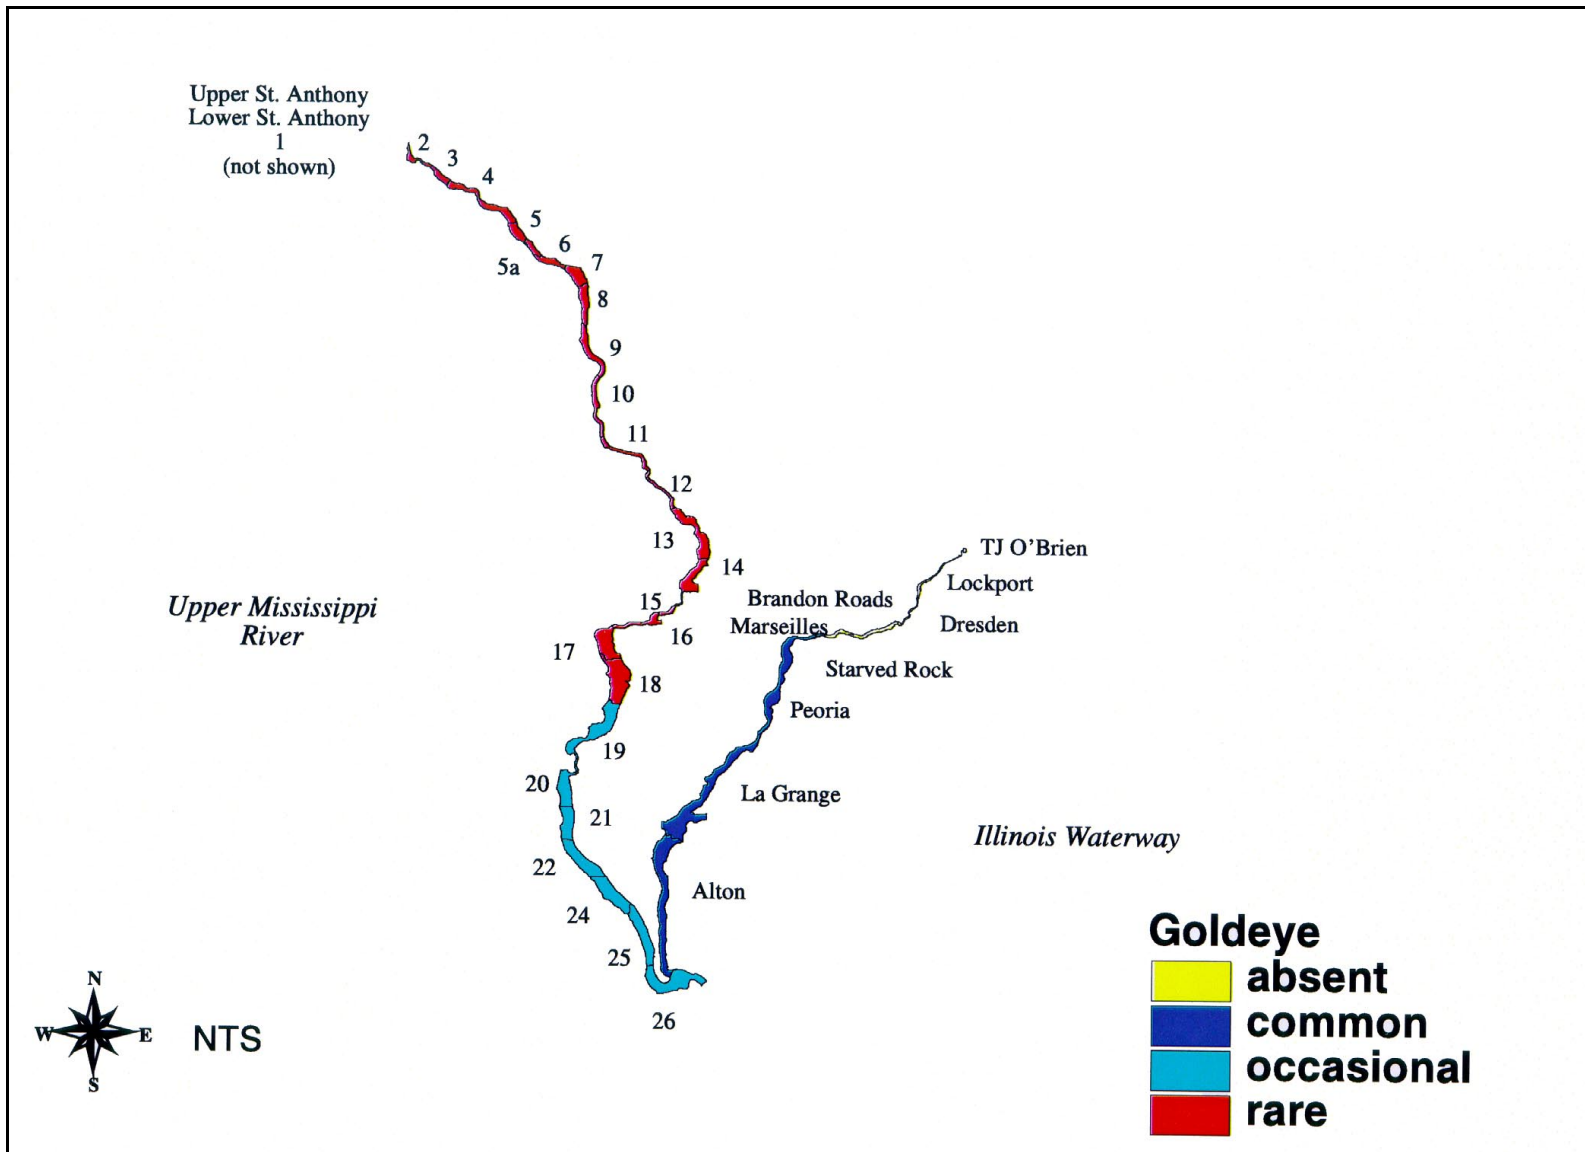 Upper St. Anthony
Lower St. Anthony
1
(not shown)
2
3
4
5
6
5a
7
8
9
10
11
12
13
TJ O’Brien
14
Lockport
Brandon Roads
15
Upper Mississippi
River
Marseilles
Dresden
16
17
Starved Rock
18
Peoria
19
20
La Grange
21
Illinois Waterway
22
Alton
24
25
26
Goldeye
absent
common
occasional
rare
N
W
E
S
NTS